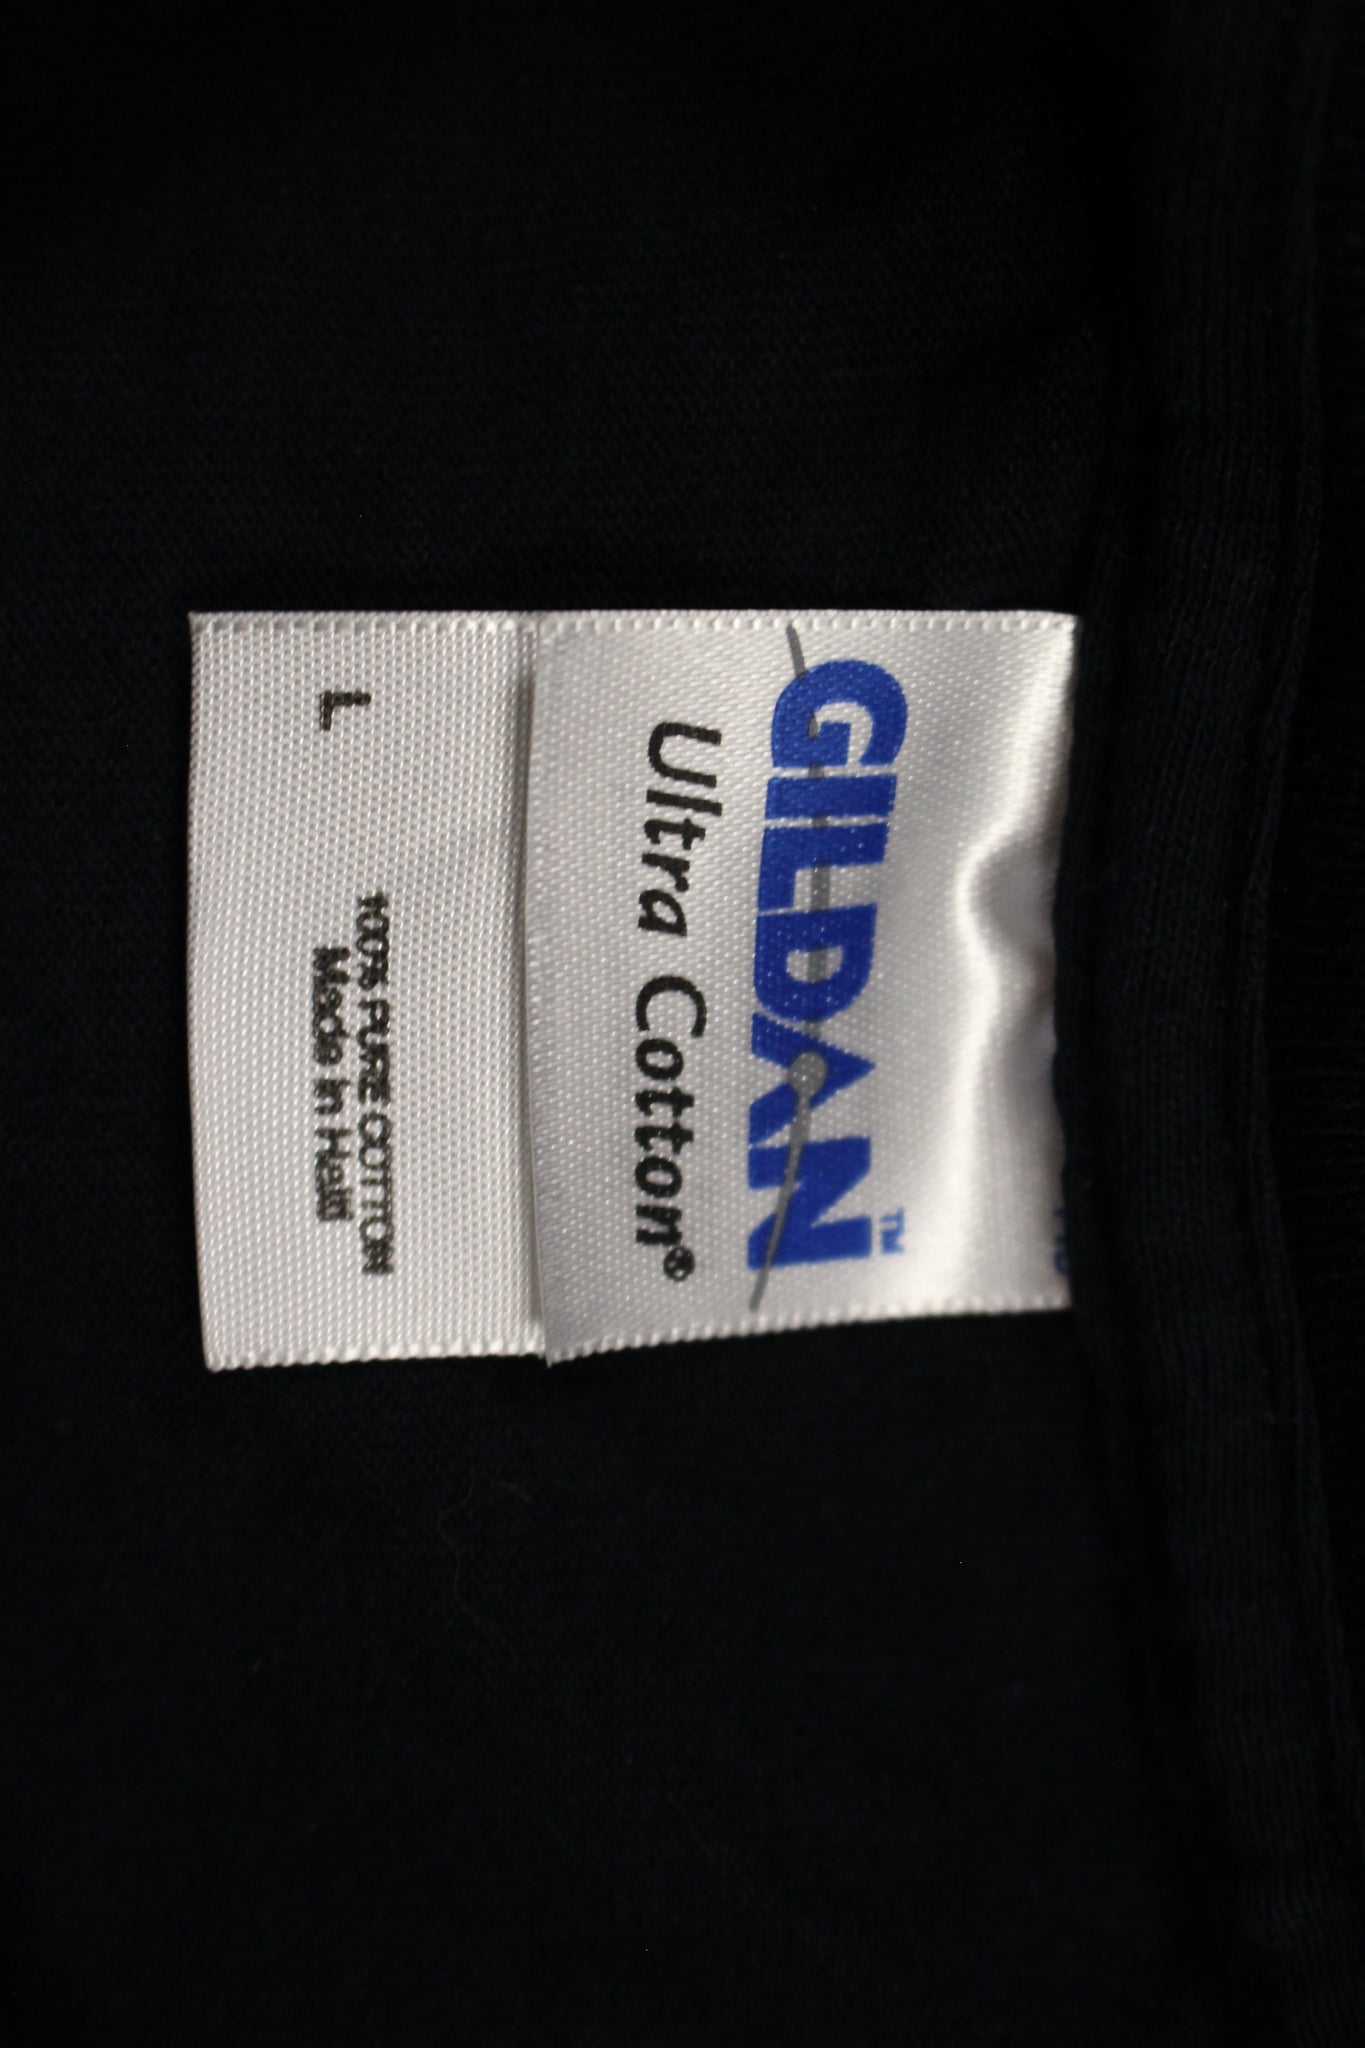 GILDAN™
Ultra Cotton®
L
100% PURE COTTON
Made in Haiti